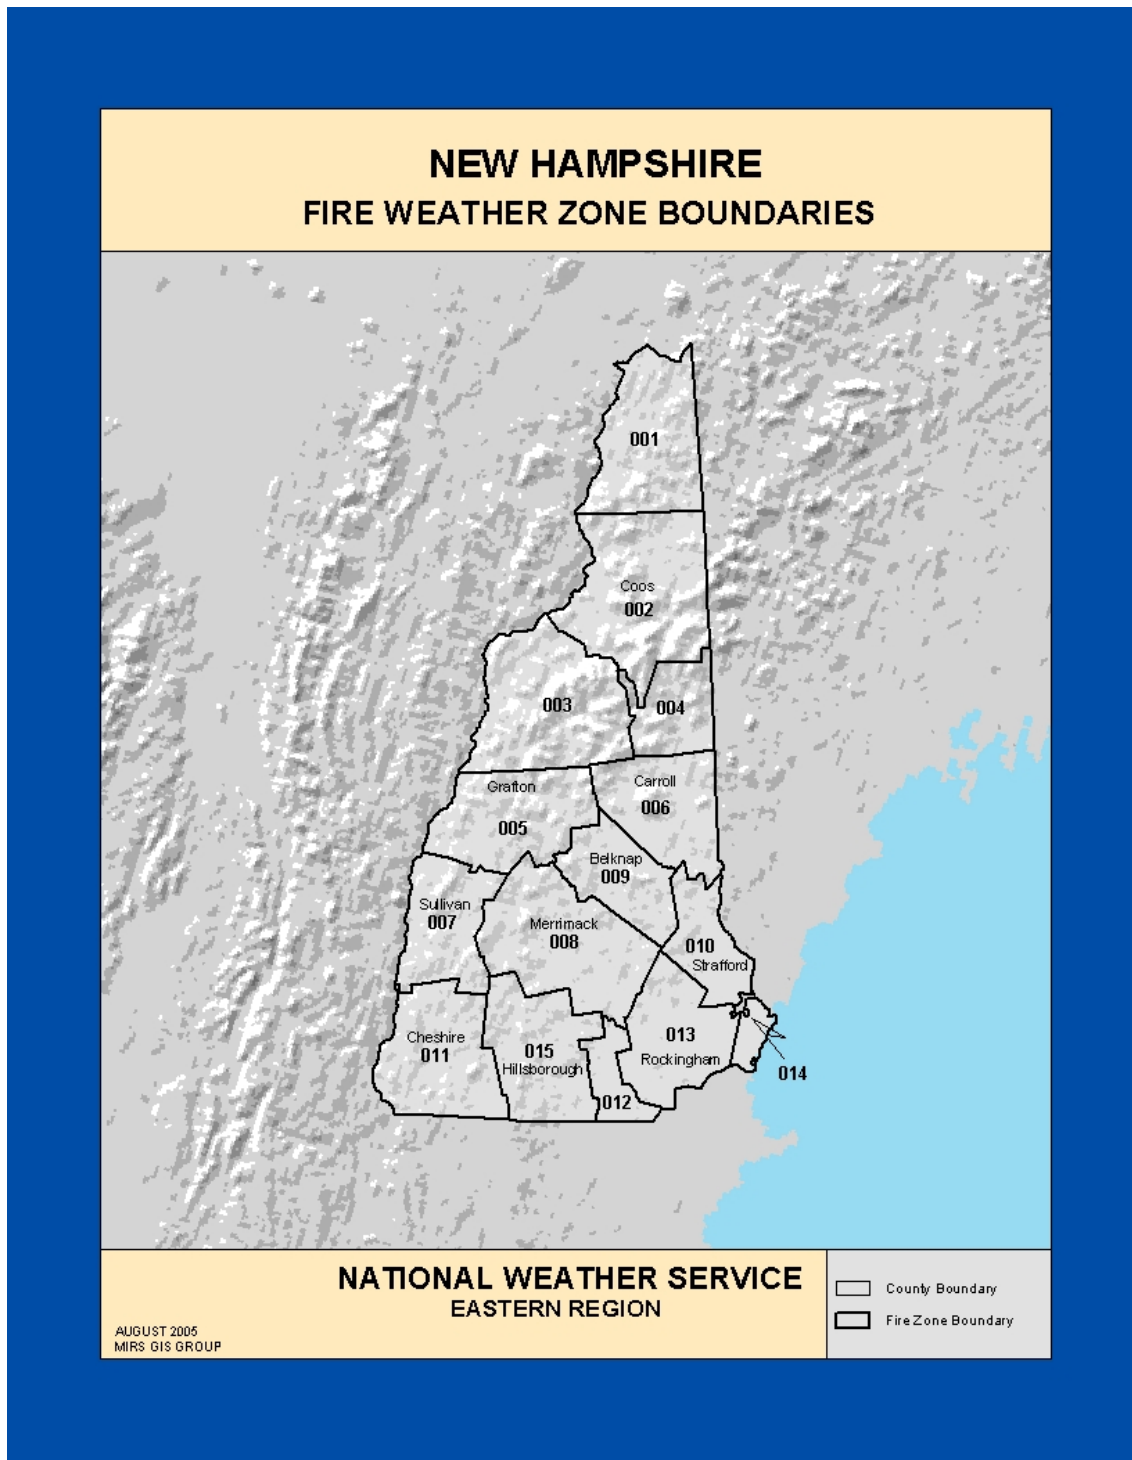 NEW HAMPSHIRE
FIRE WEATHER ZONE BOUNDARIES
001
Coos
002
003
004
Grafton
005
Carroll
006
Belknap
009
Sullivan
007
Merrimack
008
010
Strafford
Cheshire
011
015
Hillsborough
013
Rockingham
014
012
NATIONAL WEATHER SERVICE
EASTERN REGION
AUGUST 2005
MIRS GIS GROUP
County Boundary
Fire Zone Boundary